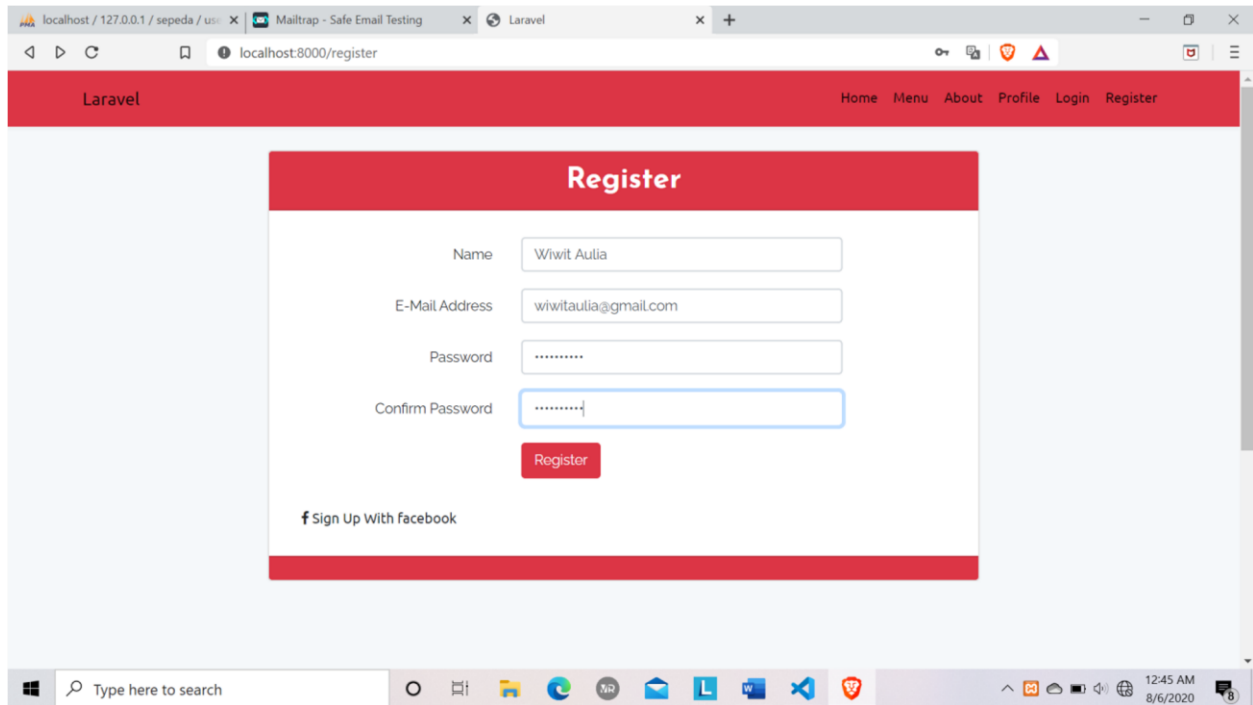 localhost / 127.0.0.1 / sepeda / use
Mailtrap - Safe Email Testing
Laravel
localhost:8000/register
Laravel
Home Menu About Profile Login Register
Register
Name Wiwit Aulia
E-Mail Address wiwitaulia@gmail.com
Password ••••••••••
Confirm Password ••••••••••
Register
f Sign Up With facebook
Type here to search
12:45 AM
8/6/2020
8